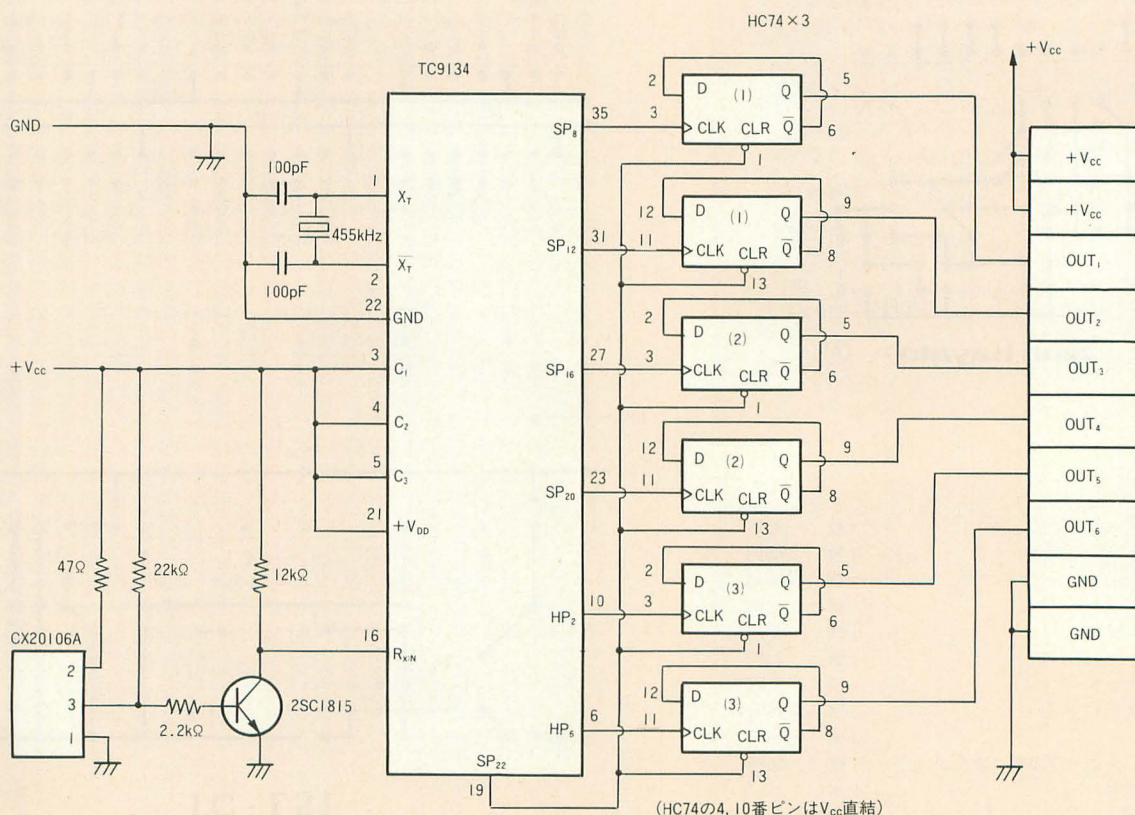 HC74×3
+Vcc
TC9134
GND
100pF
1
XT
455kHz
X̅T̅
2
100pF
22
GND
3
+Vcc
C1
4
C2
5
C3
21
+VDD
47Ω
22kΩ
12kΩ
CX20106A
2
3
1
16
RXIN
2.2kΩ
2SC1815
SP8
35
SP12
31
SP16
27
SP20
23
HP2
10
HP6
6
SP22
19
2
D
(1)
Q
5
3
CLK
CLR
Q̅
6
1
12
D
(1)
Q
9
11
CLK
CLR
Q̅
8
13
2
D
(2)
Q
5
3
CLK
CLR
Q̅
6
1
12
D
(2)
Q
9
11
CLK
CLR
Q̅
8
13
2
D
(3)
Q
5
3
CLK
CLR
Q̅
6
1
12
D
(3)
Q
9
11
CLK
CLR
Q̅
8
13
+Vcc
+Vcc
OUT1
OUT2
OUT3
OUT4
OUT5
OUT6
GND
GND
(HC74の4,10番ピンはVcc直結)